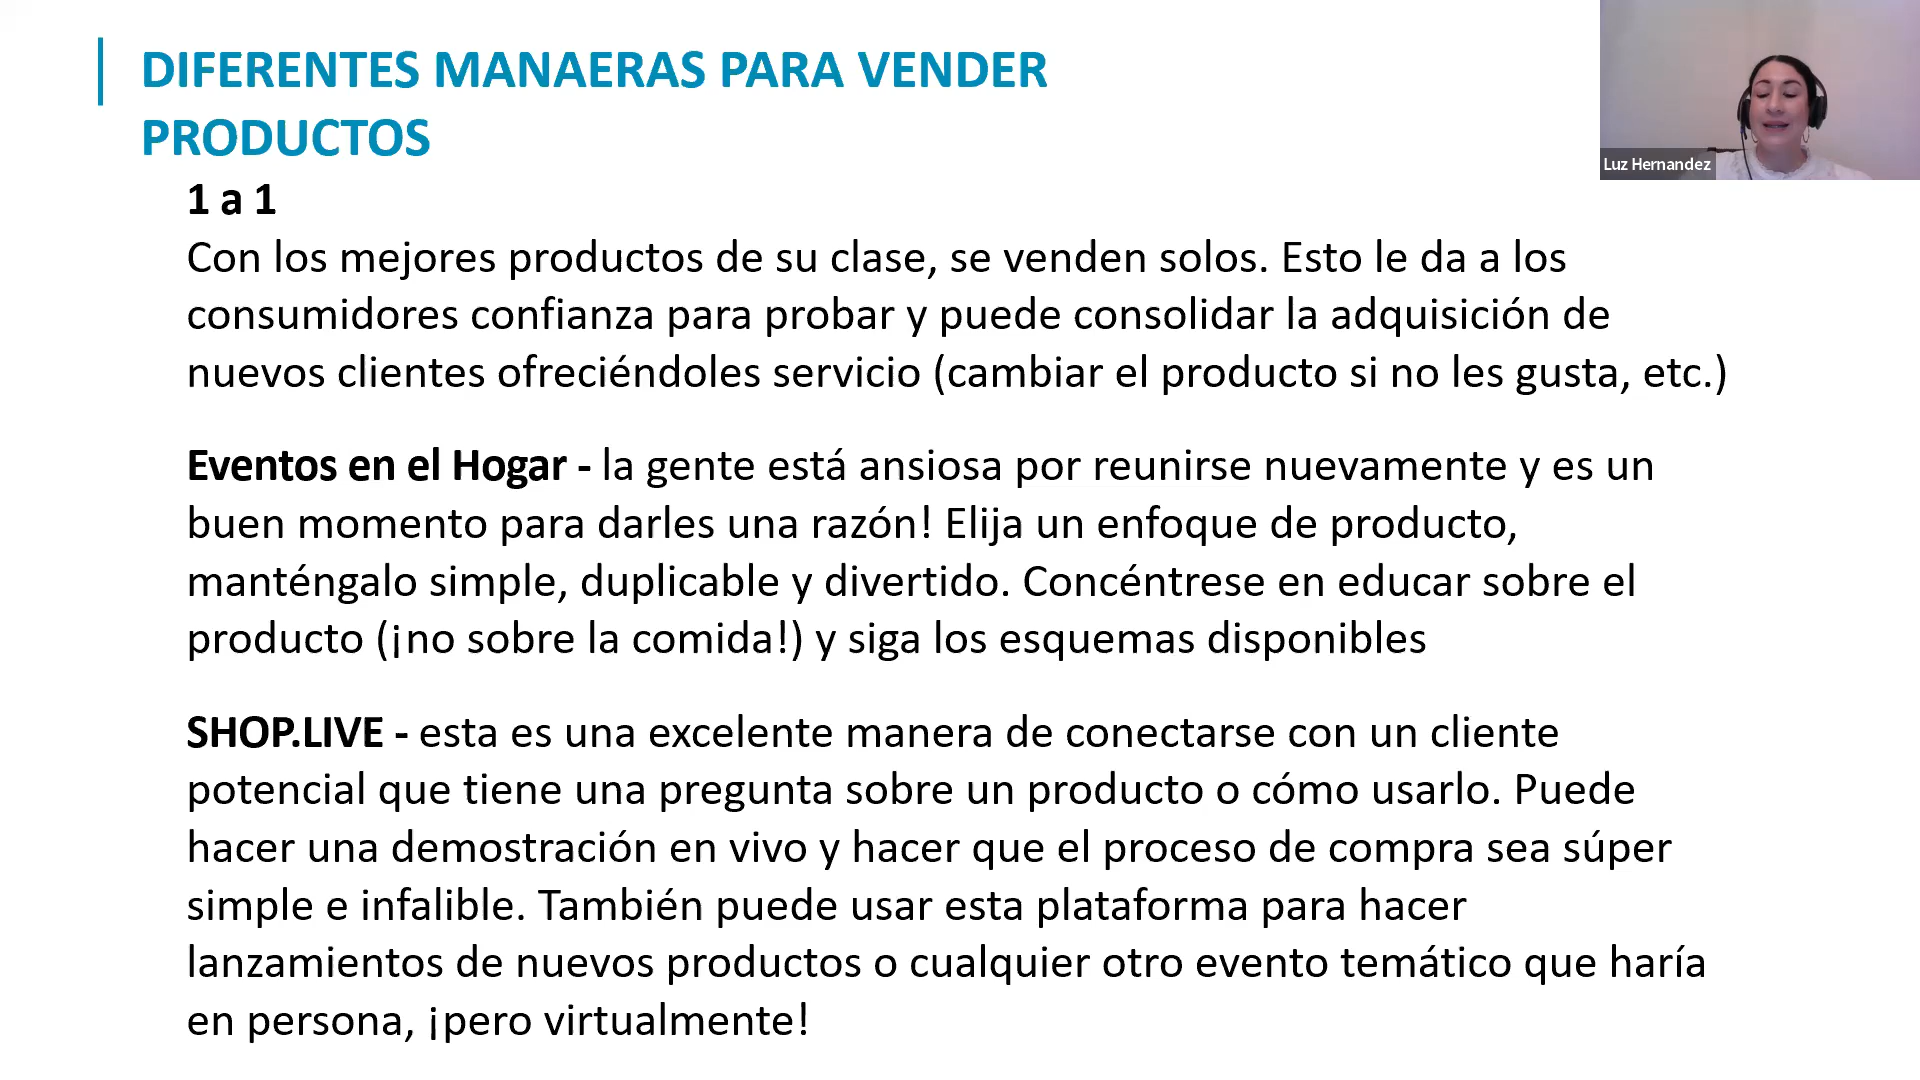 DIFERENTES MANAERAS PARA VENDER
PRODUCTOS
Luz Hernandez
1 a 1
Con los mejores productos de su clase, se venden solos. Esto le da a los
consumidores confianza para probar y puede consolidar la adquisición de
nuevos clientes ofreciéndoles servicio (cambiar el producto si no les gusta, etc.)
Eventos en el Hogar - la gente está ansiosa por reunirse nuevamente y es un
buen momento para darles una razón! Elija un enfoque de producto,
manténgalo simple, duplicable y divertido. Concéntrese en educar sobre el
producto (¡no sobre la comida!) y siga los esquemas disponibles
SHOP.LIVE - esta es una excelente manera de conectarse con un cliente
potencial que tiene una pregunta sobre un producto o cómo usarlo. Puede
hacer una demostración en vivo y hacer que el proceso de compra sea súper
simple e infalible. También puede usar esta plataforma para hacer
lanzamientos de nuevos productos o cualquier otro evento temático que haría
en persona, ¡pero virtualmente!